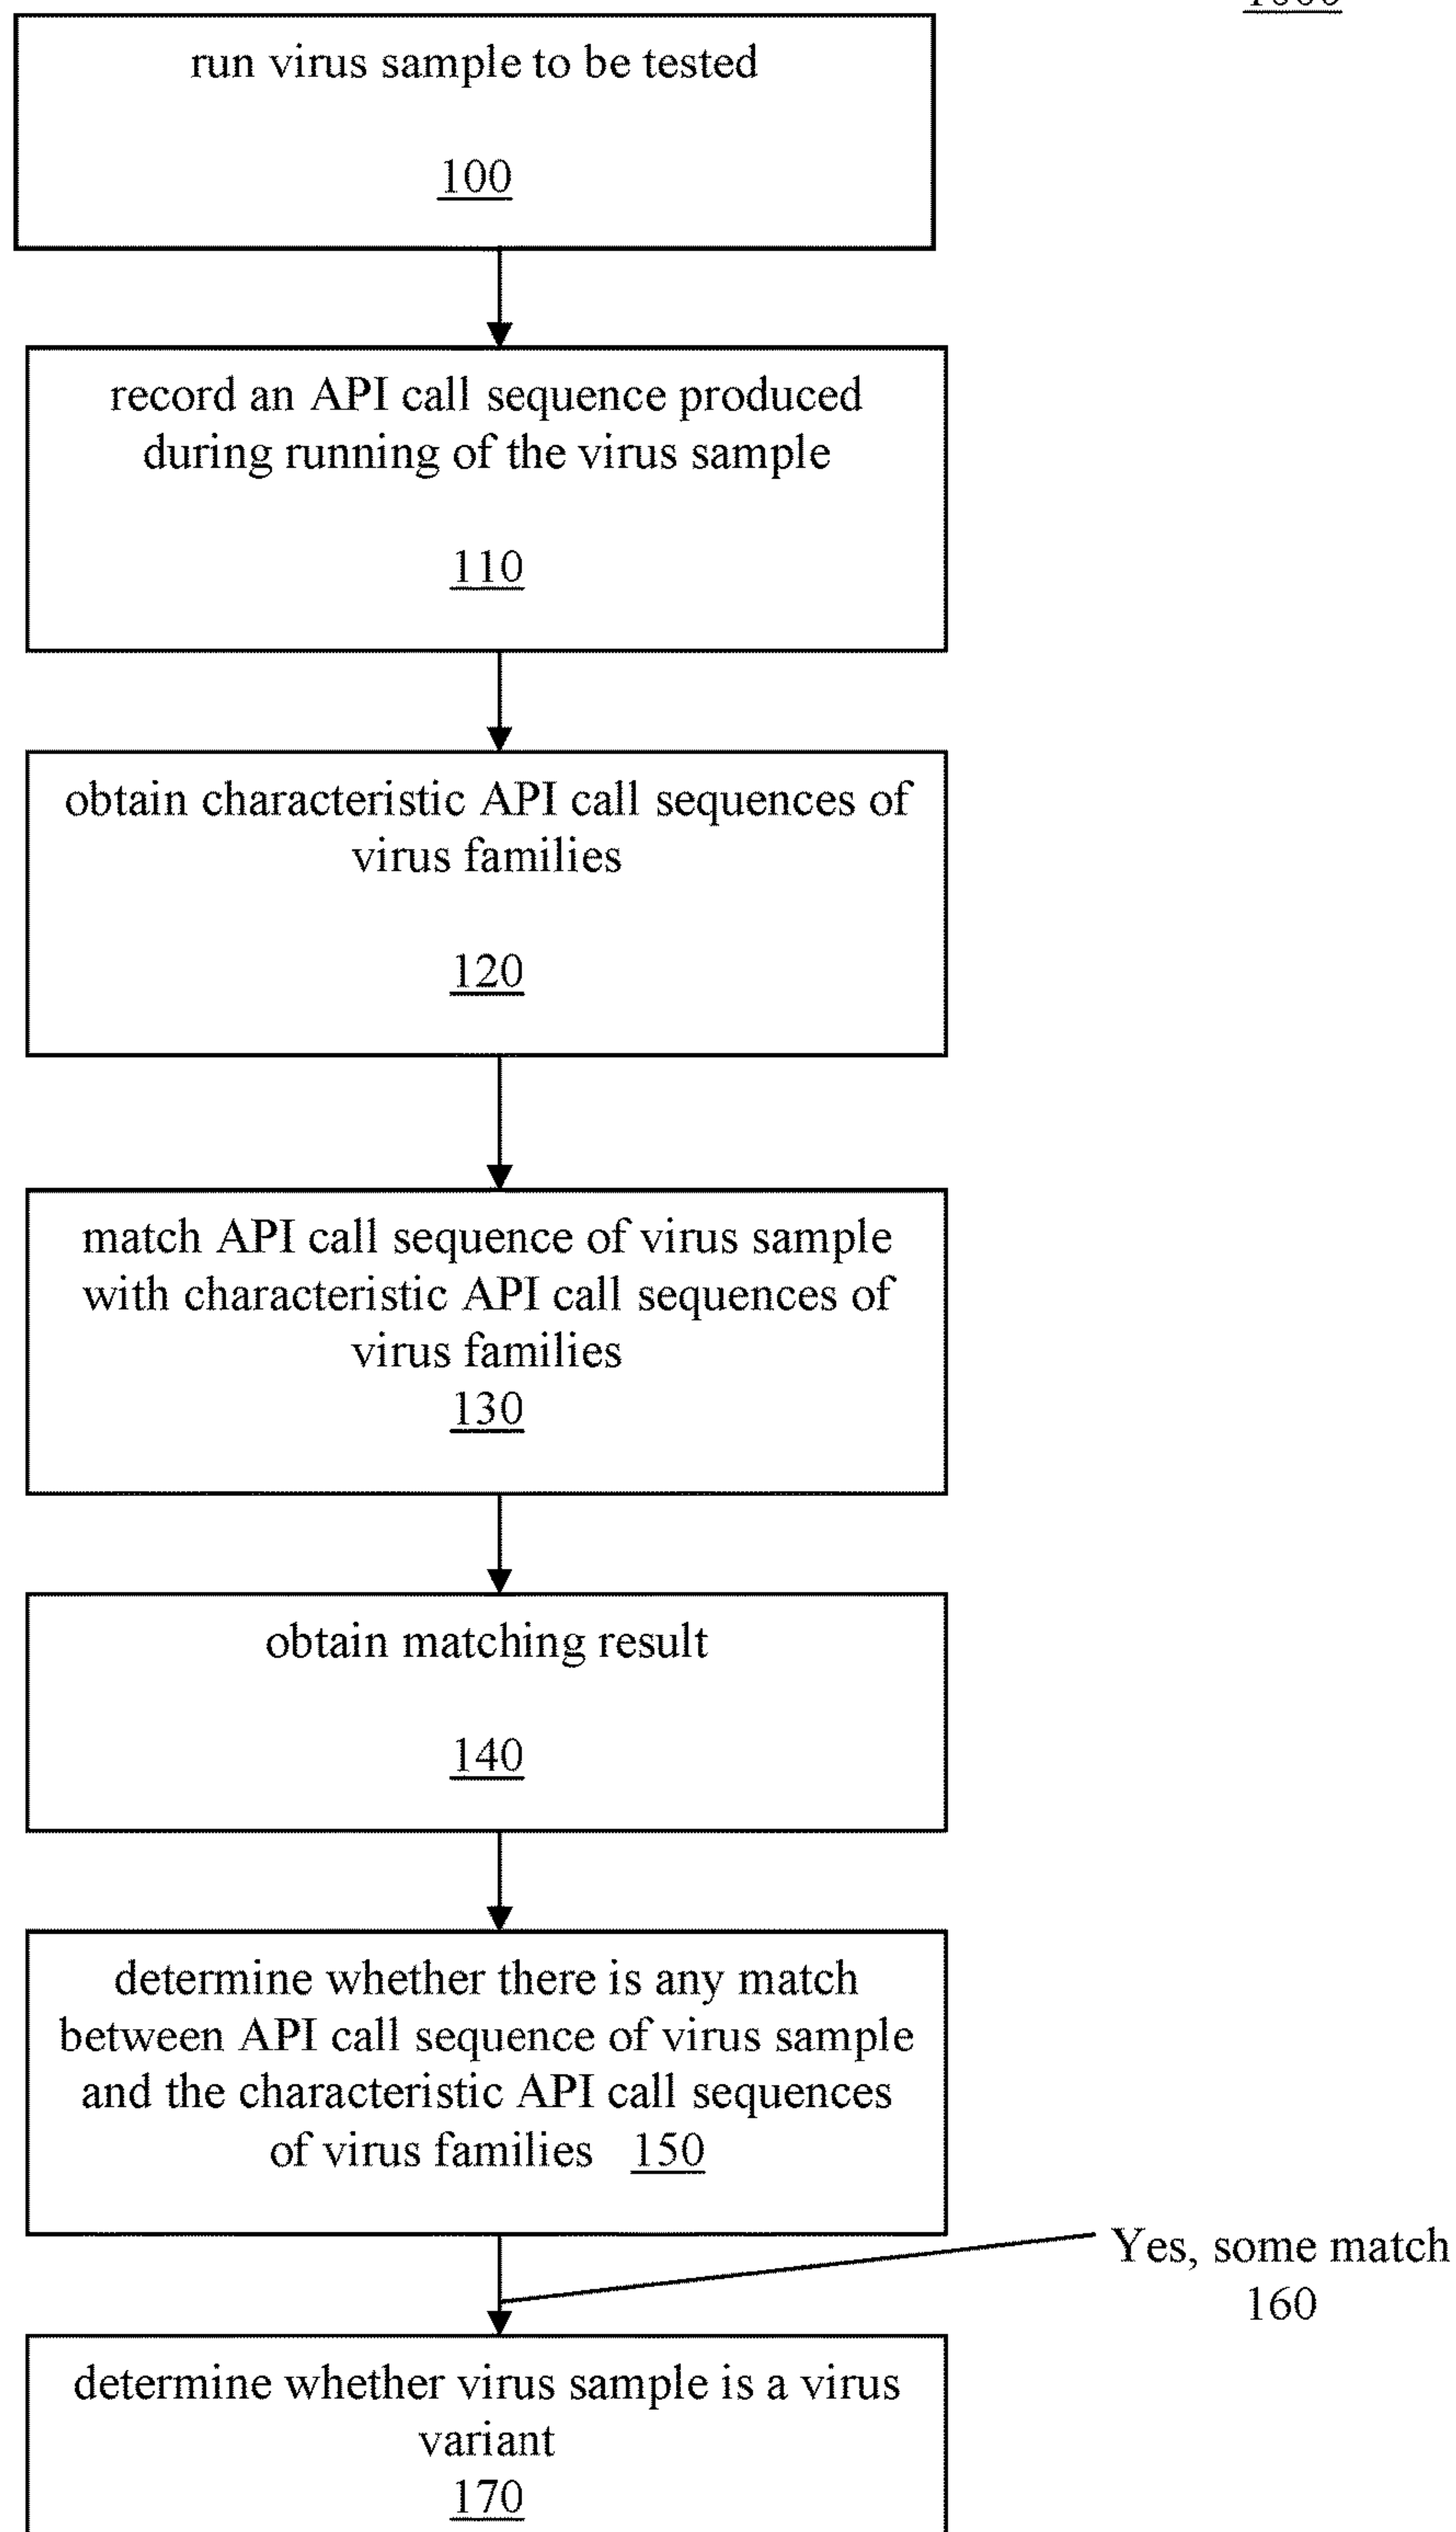 run virus sample to be tested
100
record an API call sequence produced
during running of the virus sample
110
obtain characteristic API call sequences of
virus families
120
match API call sequence of virus sample
with characteristic API call sequences of
virus families
130
obtain matching result
140
determine whether there is any match
between API call sequence of virus sample
and the characteristic API call sequences
of virus families 150
Yes, some match
160
determine whether virus sample is a virus
variant
170